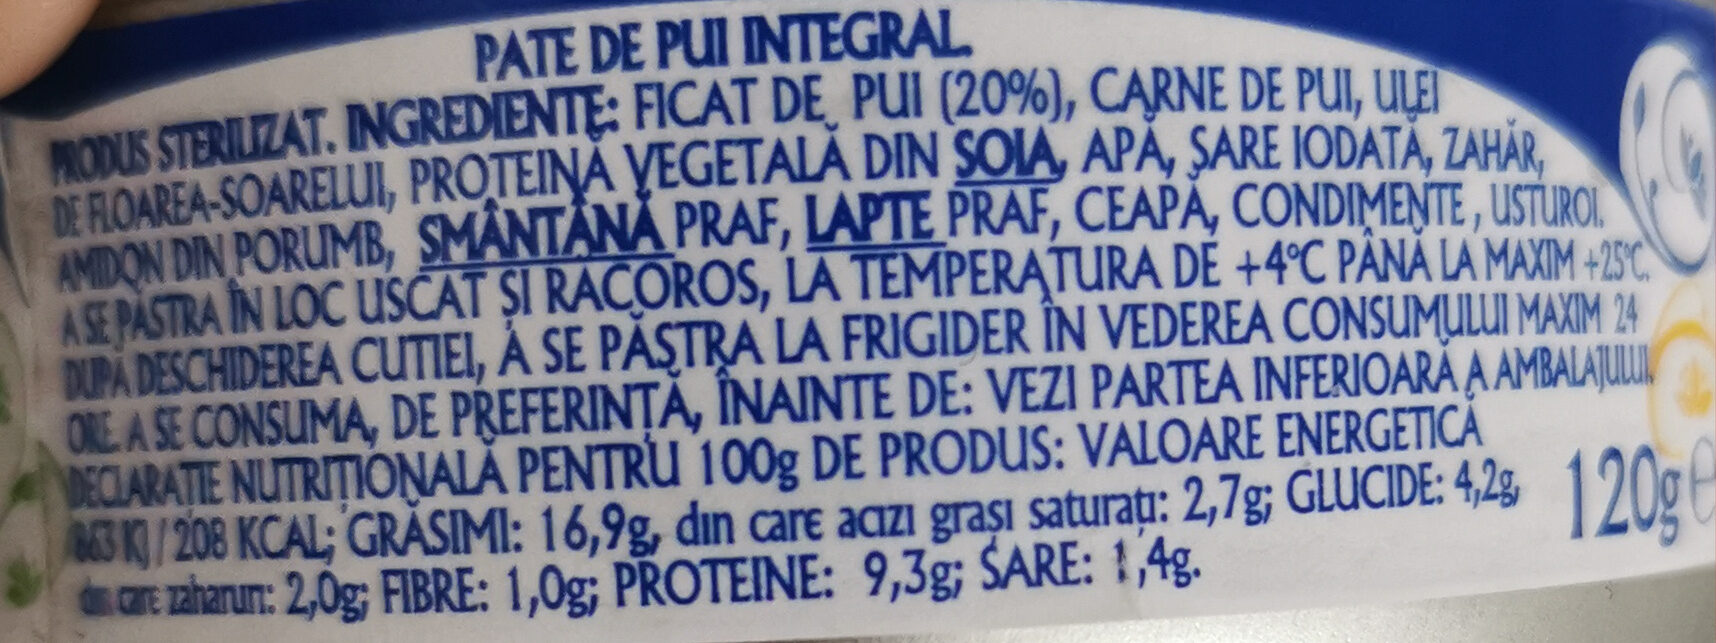 PATE DE PUI INTEGRAL
PRODUS STERILIZAT. INGREDIENTE: FICAT DE PUI (20%), CARNE DE PUI, ULEI
DE FLOAREA-SOARELUI, PROTEINĂ VEGETALĂ DIN SOIA, APĂ, SARE IODATĂ, ZAHĂR,
AMIDON DIN PORUMB, SMÂNTÂNĂ PRAF, LAPTE PRAF, CEAPĂ, CONDIMENTE, USTUROI.
A SE PĂSTRA ÎN LOC USCAT ȘI RĂCOROS, LA TEMPERATURA DE +4°C PÂNĂ LA MAXIM +25°C.
DUPĂ DESCHIDEREA CUTIEI, A SE PĂSTRA LA FRIGIDER ÎN VEDEREA CONSUMULUI MAXIM 24
ORE. A SE CONSUMA, DE PREFERINȚĂ, ÎNAINTE DE: VEZI PARTEA INFERIOARĂ A AMBALAJULUI.
DECLARAȚIE NUTRIȚIONALĂ PENTRU 100g DE PRODUS: VALOARE ENERGETICĂ
863 KJ / 208 KCAL; GRĂSIMI: 16,9g, din care acizi grași saturați: 2,7g; GLUCIDE: 4,2g,
din care zaharuri: 2,0g; FIBRE: 1,0g; PROTEINE: 9,3g; SARE: 1,4g.
120g e